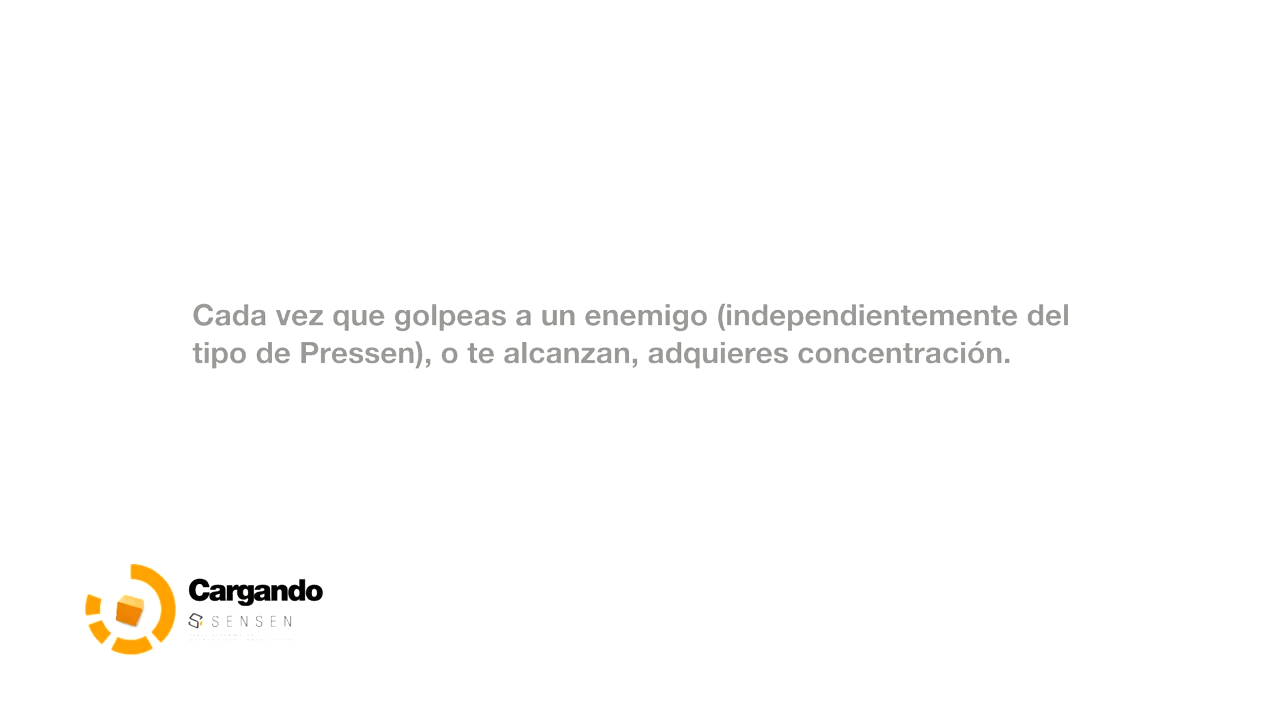 Cada vez que golpeas a un enemigo (independientemente del
tipo de Pressen), o te alcanzan, adquieres concentración.
Cargando
SENSEN